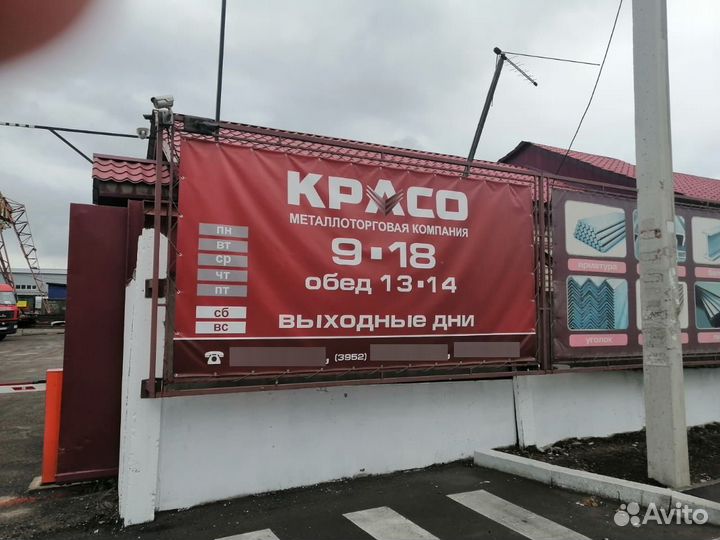 КРАСО
МЕТАЛЛОТОРГОВАЯ КОМПАНИЯ
пн
вт
ср
чт
пт
9▪18
обед 13▪14
сб
вс
выходные дни
☎ , (3952) ,
арматура
уголок
Avito